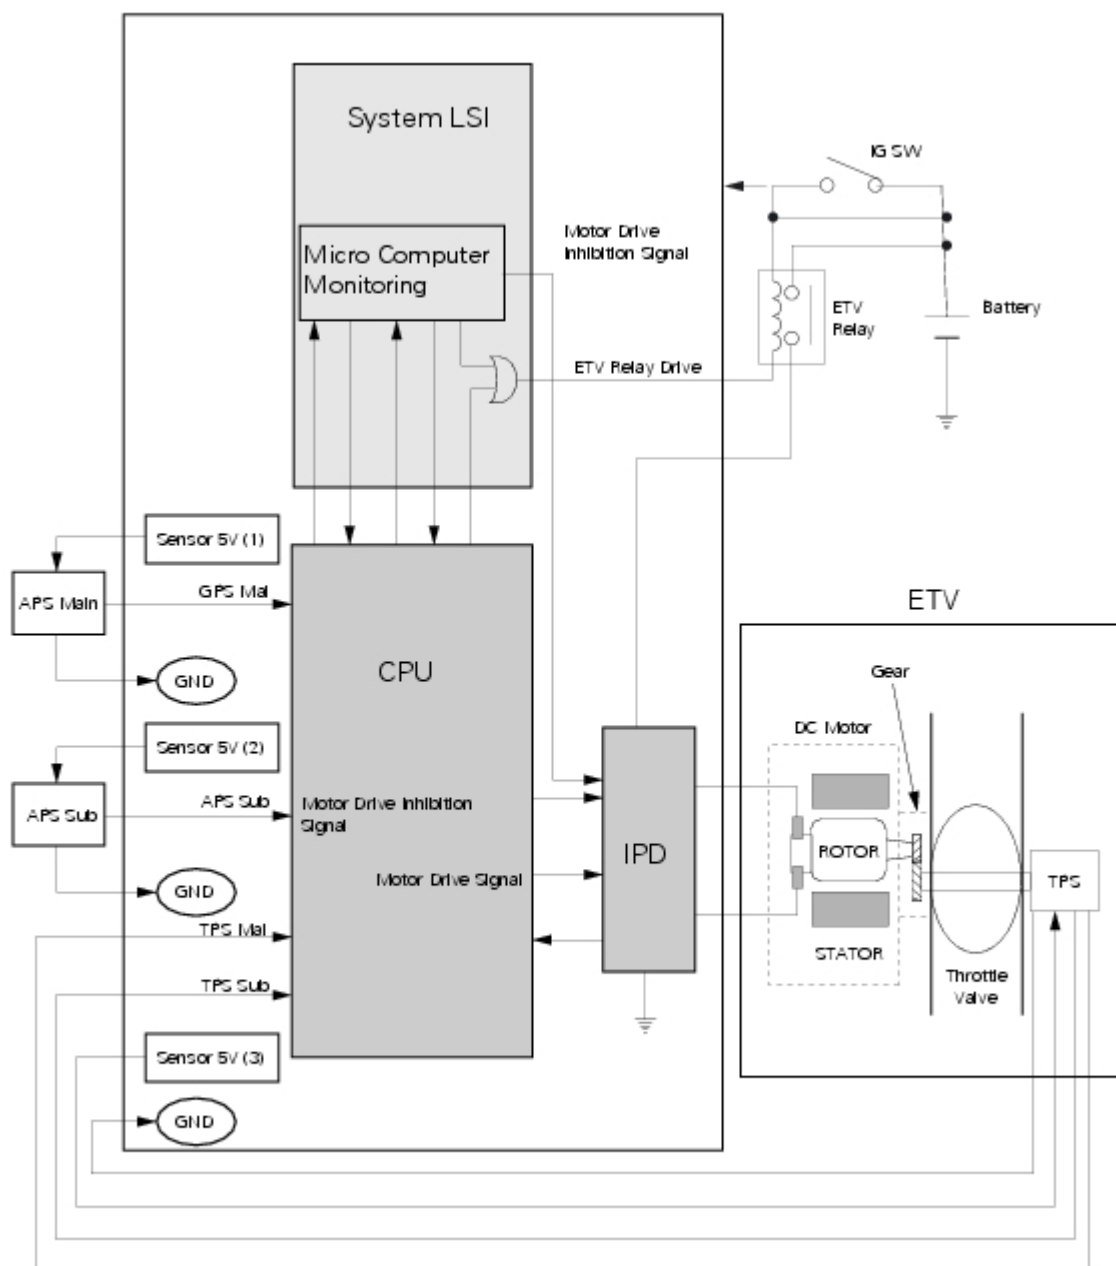 System LSI
IG SW
Motor Drive
Inhibition Signal
Micro Computer
Monitoring
ETV
Relay
Battery
ETV Relay Drive
Sensor 5V (1)
APS Main
GPS Mai
GND
CPU
Sensor 5V (2)
APS Sub
APS Sub
Motor Drive Inhibition
Signal
Motor Drive Signal
GND
TPS Mai
TPS Sub
Sensor 5V (3)
GND
IPD
ETV
Gear
DC Motor
ROTOR
STATOR
TPS
Throttle
Valve